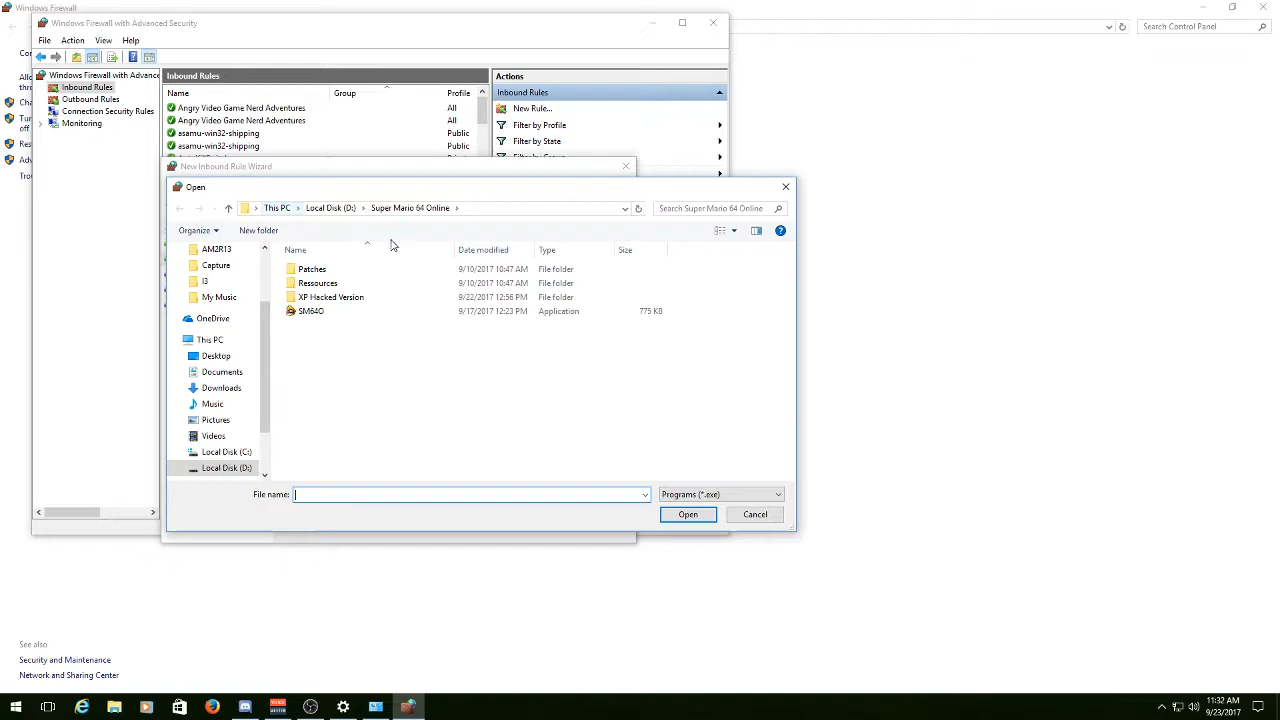 Windows Firewall
Windows Firewall with Advanced Security
Search Control Panel
File Action View Help
Windows Firewall with Advance
Inbound Rules
Outbound Rules
Connection Security Rules
Monitoring
Inbound Rules
Name Group Profile
Angry Video Game Nerd Adventures All
Angry Video Game Nerd Adventures All
asamu-win32-shipping Public
asamu-win32-shipping Public
Actions
Inbound Rules
New Rule...
Filter by Profile
Filter by State
Filter by Group
New Inbound Rule Wizard
Open
This PC Local Disk (D:) Super Mario 64 Online
Search Super Mario 64 Online
Organize New folder
AM2R13
Capture
I3
My Music
OneDrive
This PC
Desktop
Documents
Downloads
Music
Pictures
Videos
Local Disk (C:)
Local Disk (D:)
Name Date modified Type Size
Patches 9/10/2017 10:47 AM File folder
Ressources 9/10/2017 10:47 AM File folder
XP Hacked Version 9/22/2017 12:56 PM File folder
SM64O 9/17/2017 12:23 PM Application 775 KB
File name:
Programs (*.exe)
Open Cancel
See also
Security and Maintenance
Network and Sharing Center
11:32 AM
9/23/2017